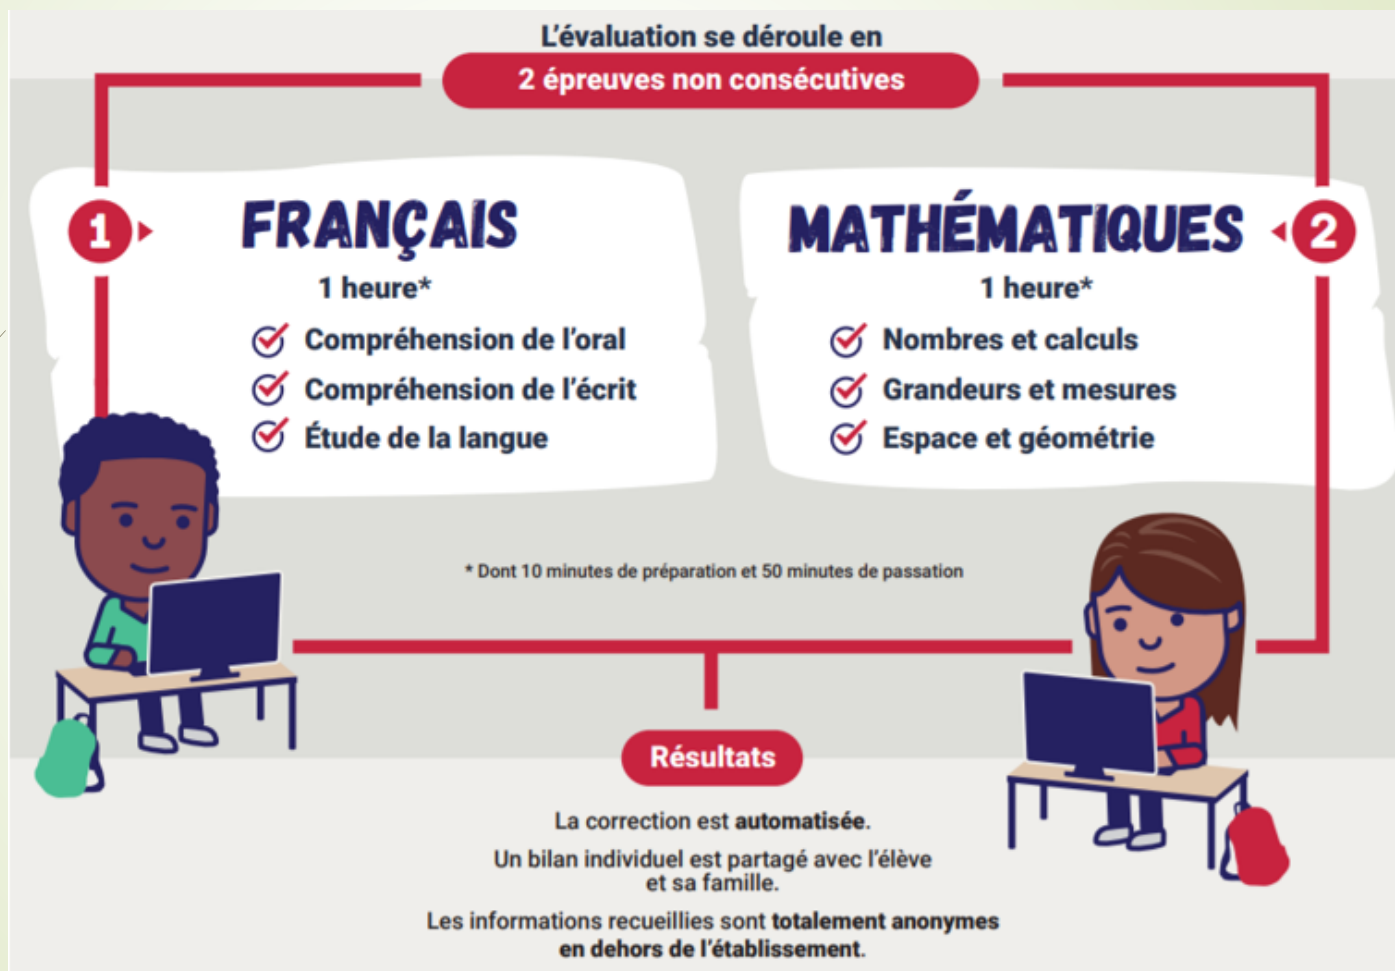 L'évaluation se déroule en
2 épreuves non consécutives
1
FRANÇAIS
1 heure*
Compréhension de l'oral
Compréhension de l'écrit
Étude de la langue
2
MATHÉMATIQUES
1 heure*
Nombres et calculs
Grandeurs et mesures
Espace et géométrie
* Dont 10 minutes de préparation et 50 minutes de passation
Résultats
La correction est automatisée.
Un bilan individuel est partagé avec l'élève
et sa famille.
Les informations recueillies sont totalement anonymes
en dehors de l'établissement.